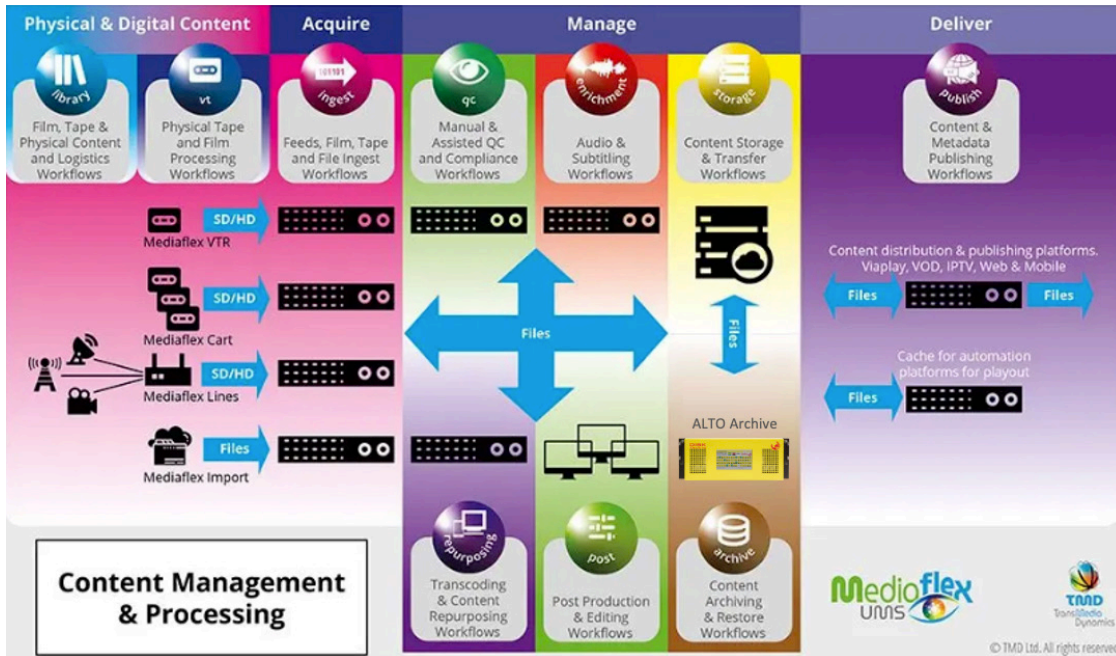 Physical & Digital Content
Acquire
Manage
Deliver
library
vt
101101
ingest
qc
enrichment
storage
publish
Film, Tape &
Physical Content
and Logistics
Workflows
Physical Tape
and Film
Processing
Workflows
Feeds, Film, Tape
and File Ingest
Workflows
Manual &
Assisted QC
and Compliance
Workflows
Audio &
Subtitling
Workflows
Content Storage
& Transfer
Workflows
Content &
Metadata
Publishing
Workflows
SD/HD
Mediaflex VTR
SD/HD
Mediaflex Cart
SD/HD
Mediaflex Lines
Files
Mediaflex Import
Files
Files
Content distribution & publishing platforms.
Viaplay, VOD, IPTV, Web & Mobile
Files
Files
Cache for automation
platforms for playout
Files
ALTO Archive
repurposing
post
archive
Transcoding
& Content
Repurposing
Workflows
Post Production
& Editing
Workflows
Content
Archiving
& Restore
Workflows
Content Management
& Processing
Mediaflex
UMS
TMD
TransMedia
Dynamics
© TMD Ltd. All rights reserved